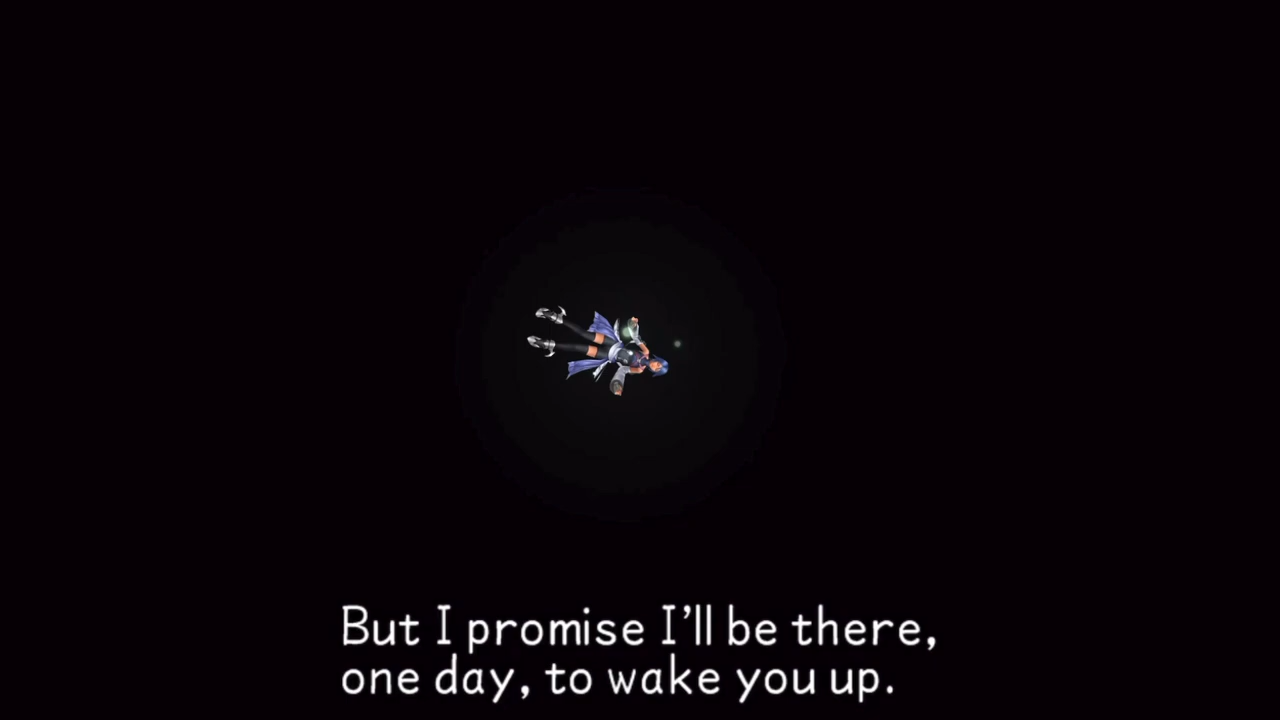 But I promise I'll be there,
one day, to wake you up.